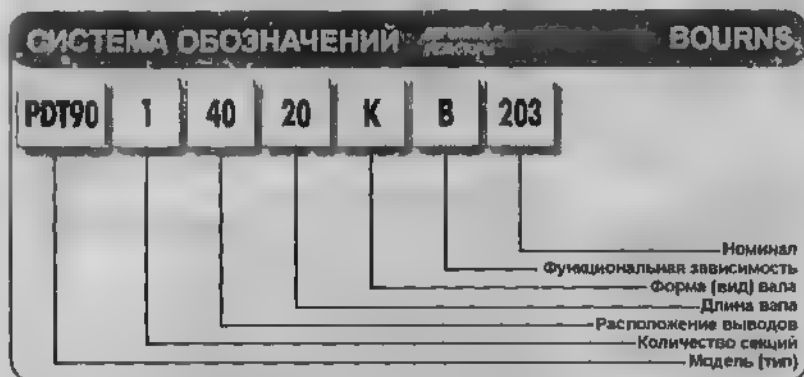 СИСТЕМА ОБОЗНАЧЕНИЙ BOURNS
PDT90 1 40 20 K B 203
Номинал
Функциональная зависимость
Форма (вид) вала
Длина вала
Расположение выводов
Количество секций
Модель (тип)